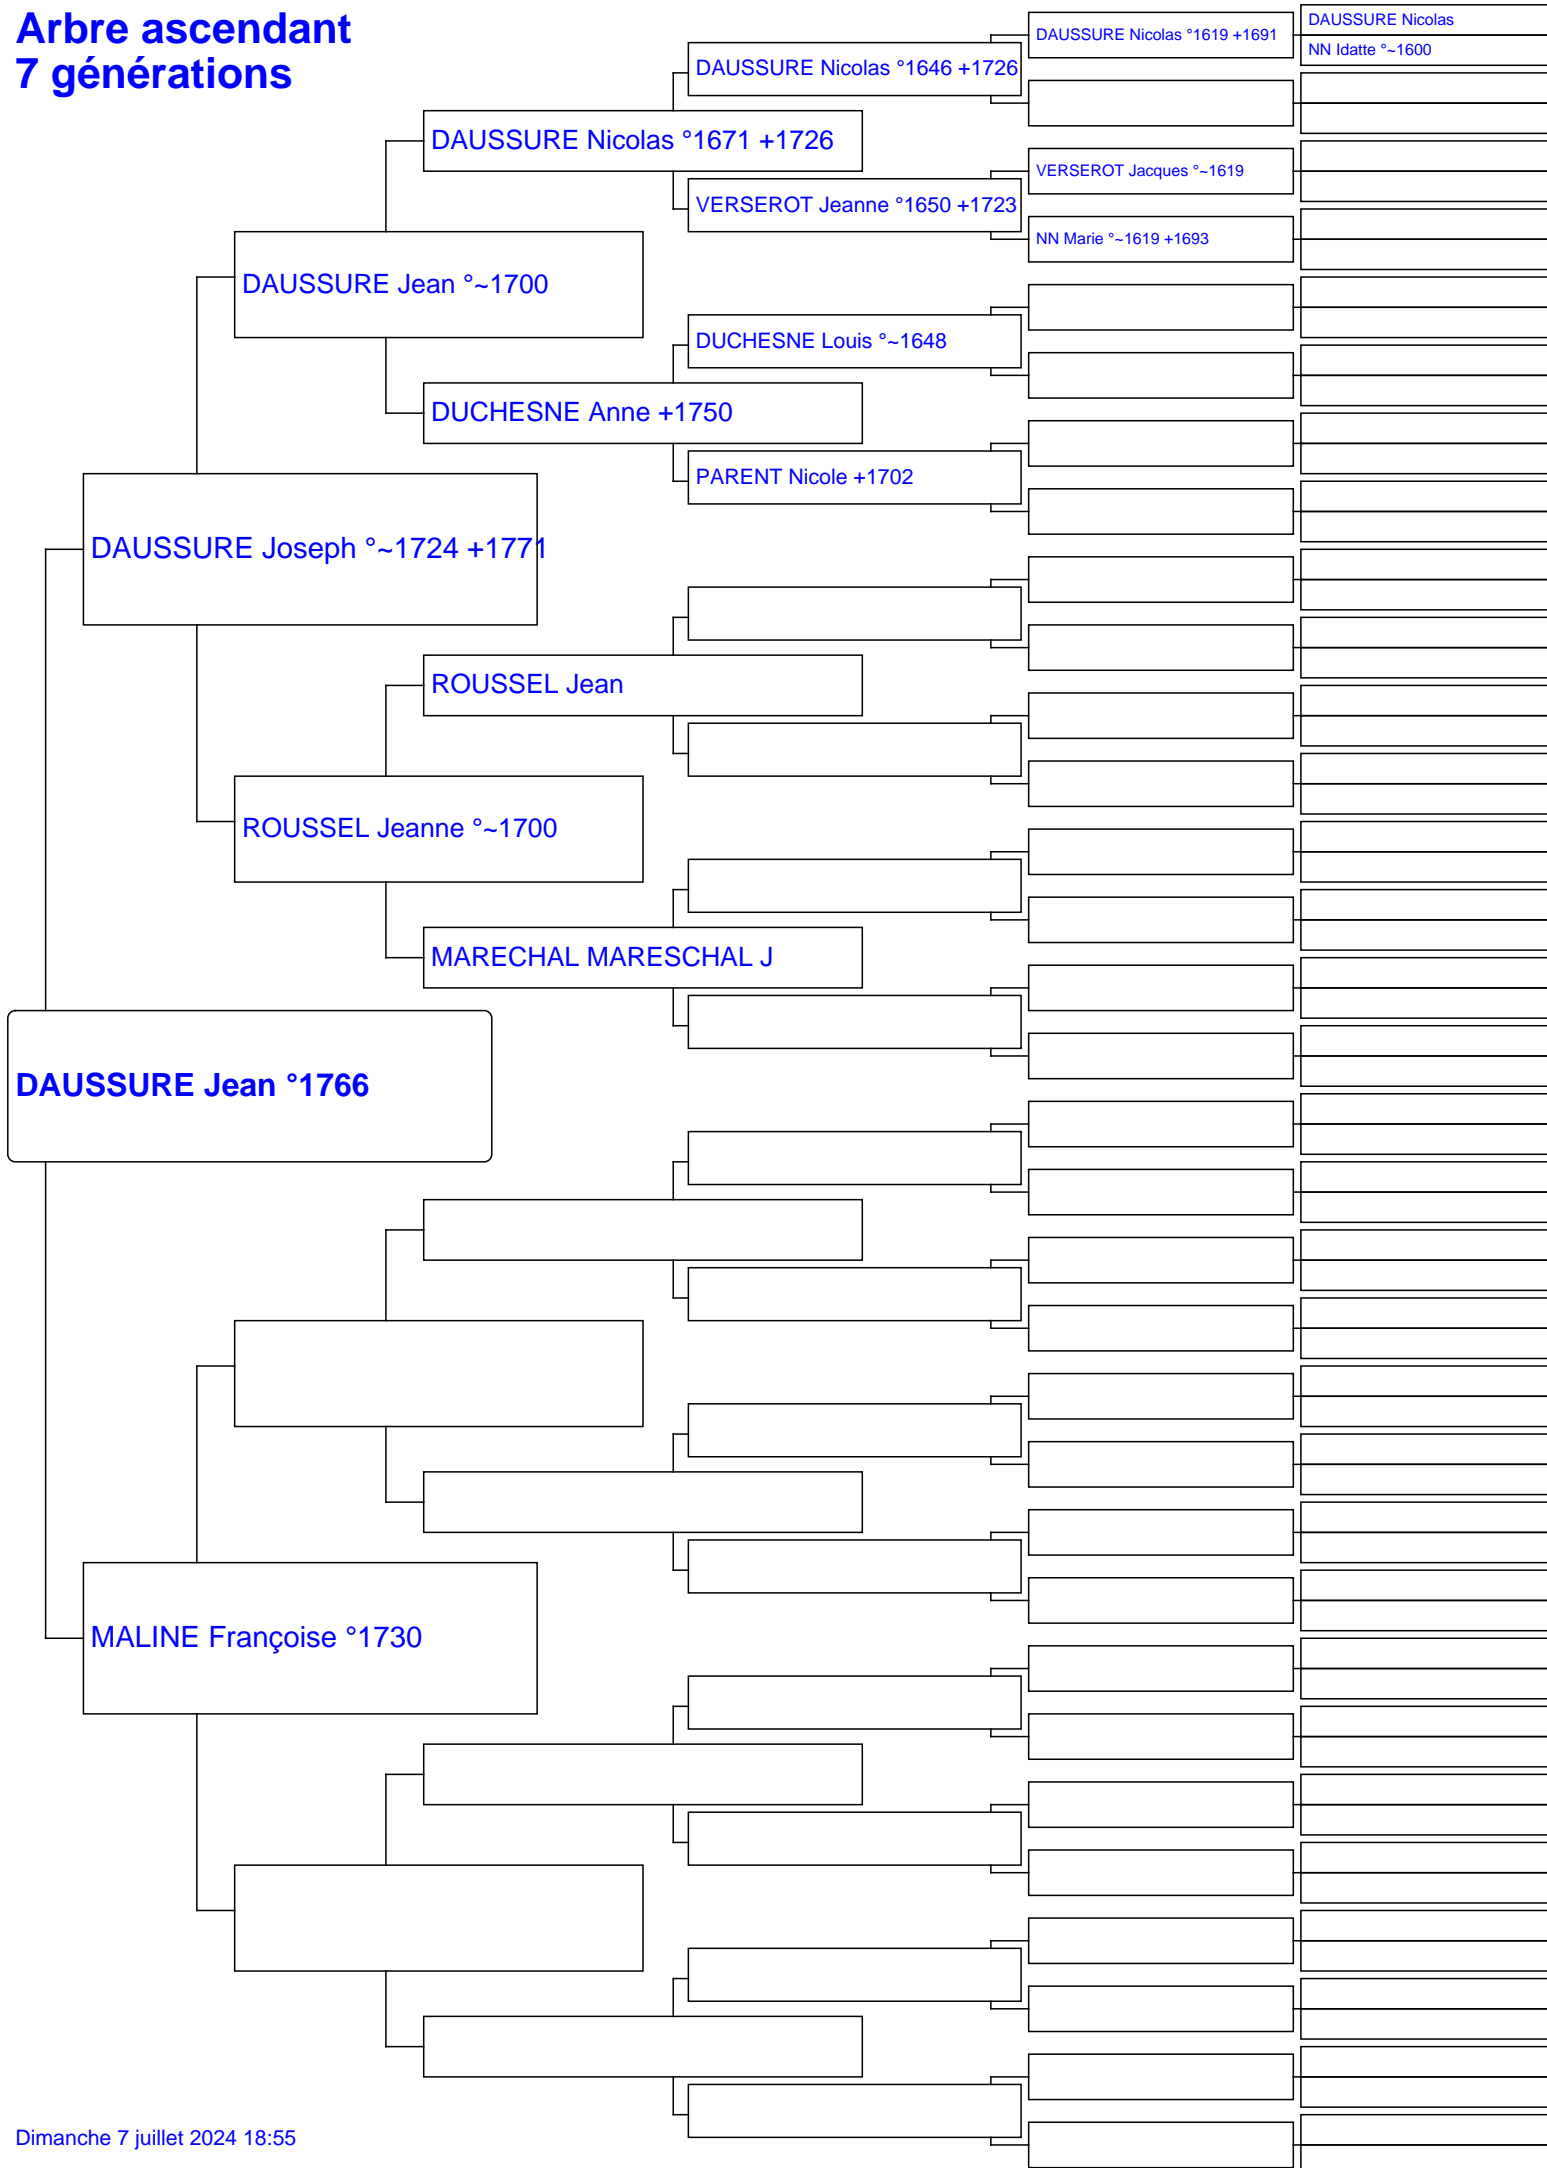 Arbre ascendant
7 générations
DAUSSURE Nicolas °1619 +1691
DAUSSURE Nicolas
NN Idatte °~1600
DAUSSURE Nicolas °1646 +1726
DAUSSURE Nicolas °1671 +1726
VERSEROT Jacques °~1619
VERSEROT Jeanne °1650 +1723
NN Marie °~1619 +1693
DAUSSURE Jean °~1700
DUCHESNE Louis °~1648
DUCHESNE Anne +1750
PARENT Nicole +1702
DAUSSURE Joseph °~1724 +1771
ROUSSEL Jean
ROUSSEL Jeanne °~1700
MARECHAL MARESCHAL J
DAUSSURE Jean °1766
MALINE Françoise °1730
Dimanche 7 juillet 2024 18:55